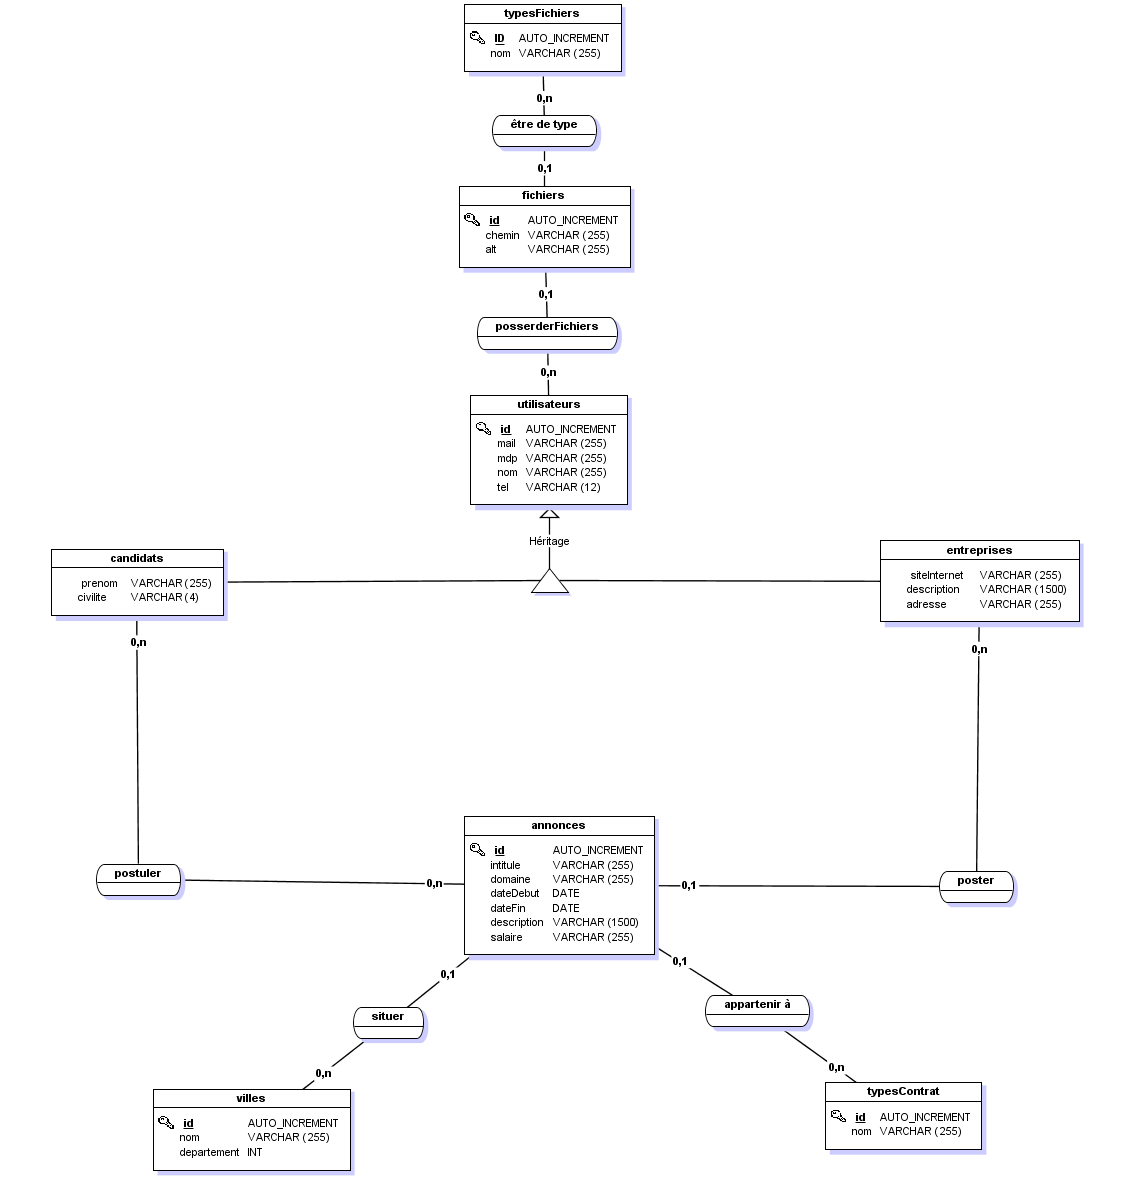 typesFichiers
ID AUTO_INCREMENT
nom VARCHAR (255)
0,n
être de type
0,1
fichiers
id AUTO_INCREMENT
chemin VARCHAR (255)
alt VARCHAR (255)
0,1
posserderFichiers
0,n
utilisateurs
id AUTO_INCREMENT
mail VARCHAR (255)
mdp VARCHAR (255)
nom VARCHAR (255)
tel VARCHAR (12)
Héritage
candidats
prenom VARCHAR (255)
civilite VARCHAR (4)
0,n
entreprises
siteInternet VARCHAR (255)
description VARCHAR (1500)
adresse VARCHAR (255)
0,n
postuler
0,n
annonces
id AUTO_INCREMENT
intitule VARCHAR (255)
domaine VARCHAR (255)
dateDebut DATE
dateFin DATE
description VARCHAR (1500)
salaire VARCHAR (255)
0,1
poster
0,1
situer
0,n
villes
id AUTO_INCREMENT
nom VARCHAR (255)
departement INT
0,1
appartenir à
0,n
typesContrat
id AUTO_INCREMENT
nom VARCHAR (255)